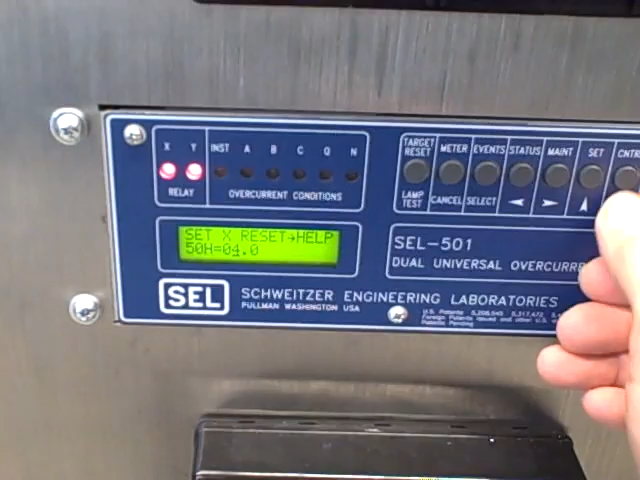 X Y INST A B C Q N
RELAY OVERCURRENT CONDITIONS
TARGET RESET METER EVENTS STATUS MAINT SET CNTRL
LAMP TEST CANCEL SELECT
SET X RESET→HELP
50H=04.0
SEL-501
DUAL UNIVERSAL
SEL SCHWEITZER ENGINEERING LABORATORIES
PULLMAN WASHINGTON USA
U.S. Patents
Foreign Patents issued and other U.S.
Patents Pending